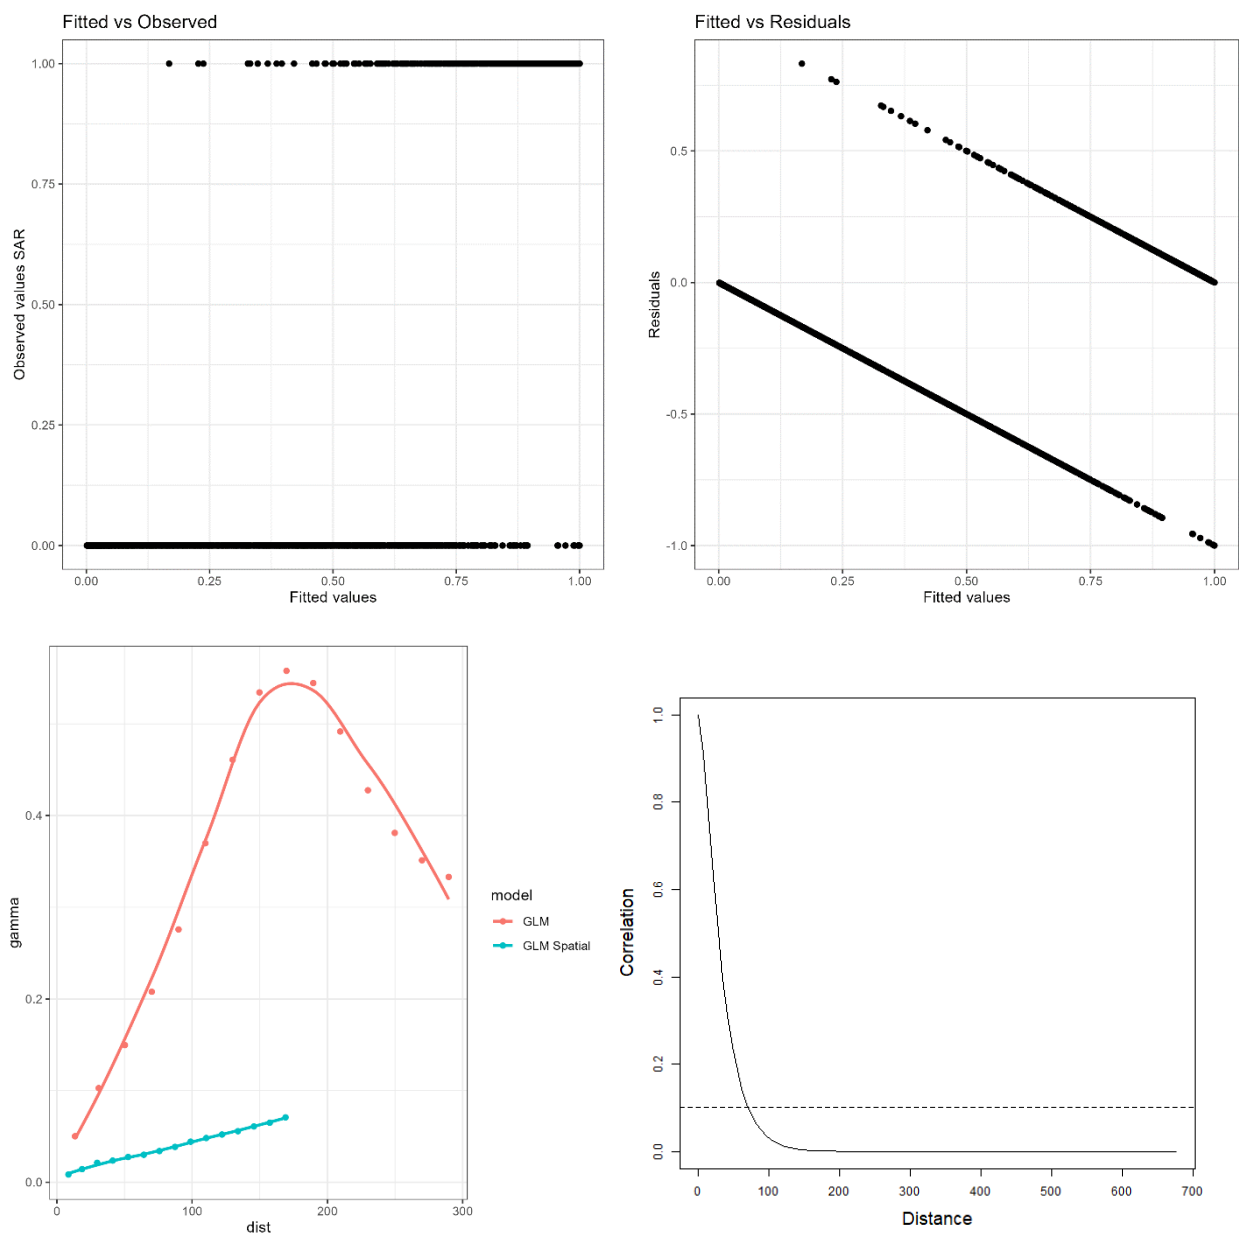 Fitted vs Observed
Observed values SAR
1.00
0.75
0.50
0.25
0.00
0.00 0.25 0.50 0.75 1.00
Fitted values
Fitted vs Residuals
Residuals
0.5
0.0
-0.5
-1.0
0.00 0.25 0.50 0.75 1.00
Fitted values
gamma
0.4
0.2
0.0
0 100 200 300
dist
model
GLM
GLM Spatial
Correlation
1.0
0.8
0.6
0.4
0.2
0.0
0 100 200 300 400 500 600 700
Distance